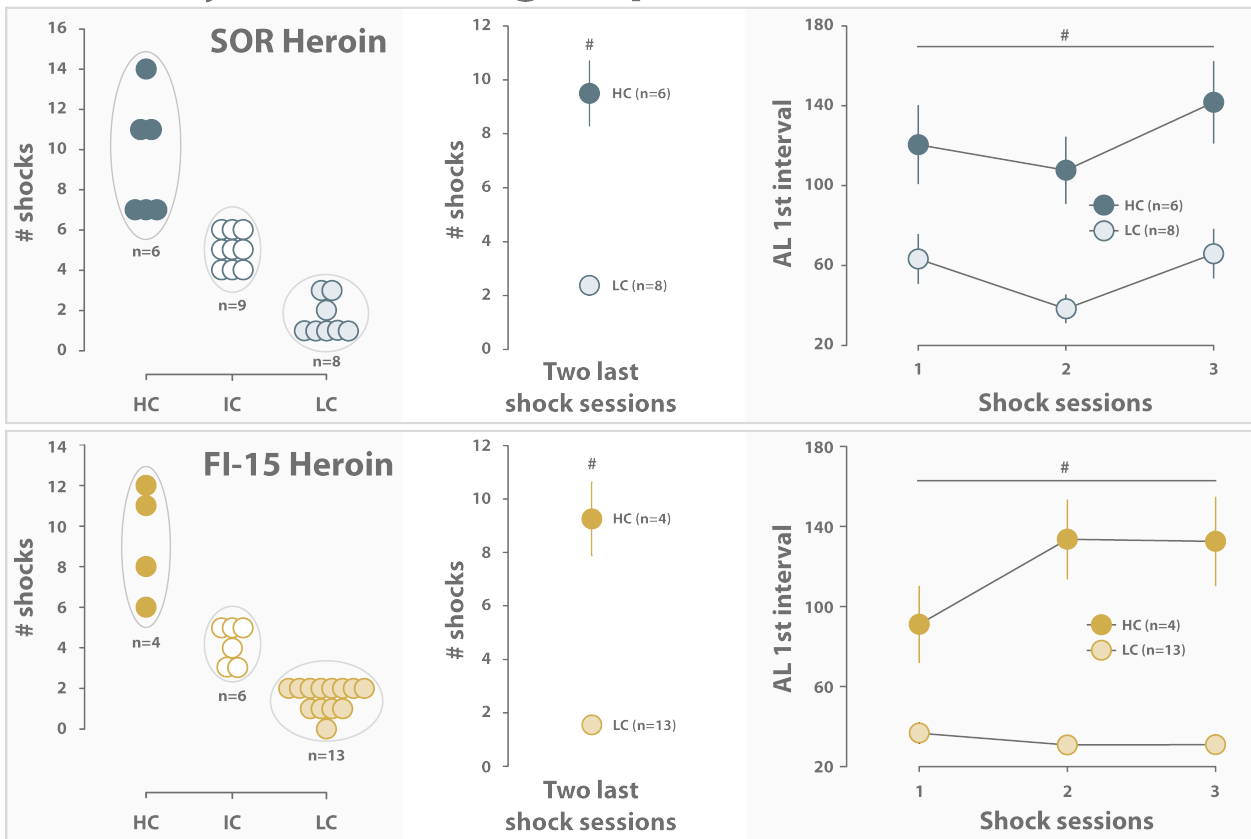 SOR Heroin
# shocks
16
14
12
10
8
6
4
2
0
n=6
n=9
n=8
HC
IC
LC
# shocks
12
10
8
6
4
2
0
#
HC (n=6)
LC (n=8)
Two last
shock sessions
AL 1st interval
180
140
100
60
20
#
HC (n=6)
LC (n=8)
1
2
3
Shock sessions
FI-15 Heroin
# shocks
14
12
10
8
6
4
2
0
n=4
n=6
n=13
HC
IC
LC
# shocks
12
10
8
6
4
2
0
#
HC (n=4)
LC (n=13)
Two last
shock sessions
AL 1st interval
180
140
100
60
20
#
HC (n=4)
LC (n=13)
1
2
3
Shock sessions